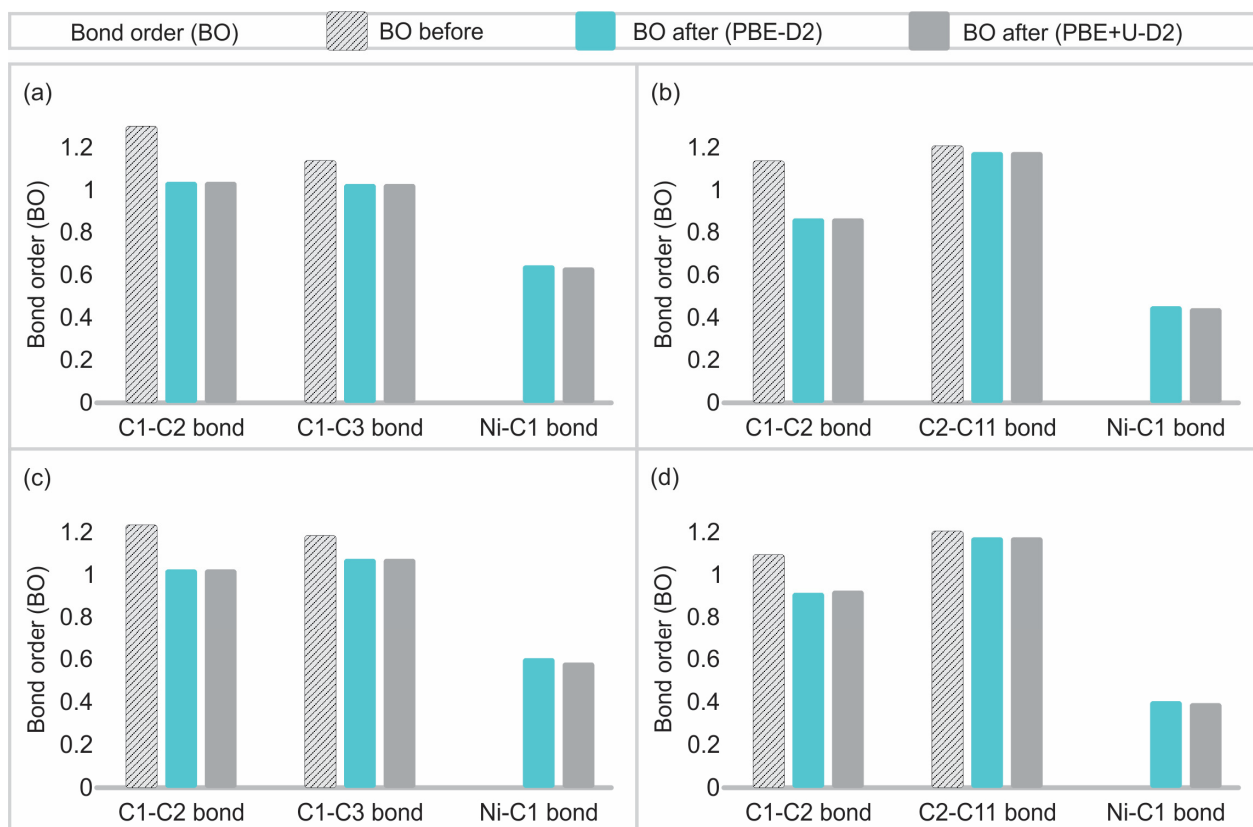 Bond order (BO) BO before BO after (PBE-D2) BO after (PBE+U-D2)
(a)
Bond order (BO)
1.2
1
0.8
0.6
0.4
0.2
0
C1-C2 bond C1-C3 bond Ni-C1 bond
(b)
Bond order (BO)
1.2
1
0.8
0.6
0.4
0.2
0
C1-C2 bond C2-C11 bond Ni-C1 bond
(c)
Bond order (BO)
1.2
1
0.8
0.6
0.4
0.2
0
C1-C2 bond C1-C3 bond Ni-C1 bond
(d)
Bond order (BO)
1.2
1
0.8
0.6
0.4
0.2
0
C1-C2 bond C2-C11 bond Ni-C1 bond